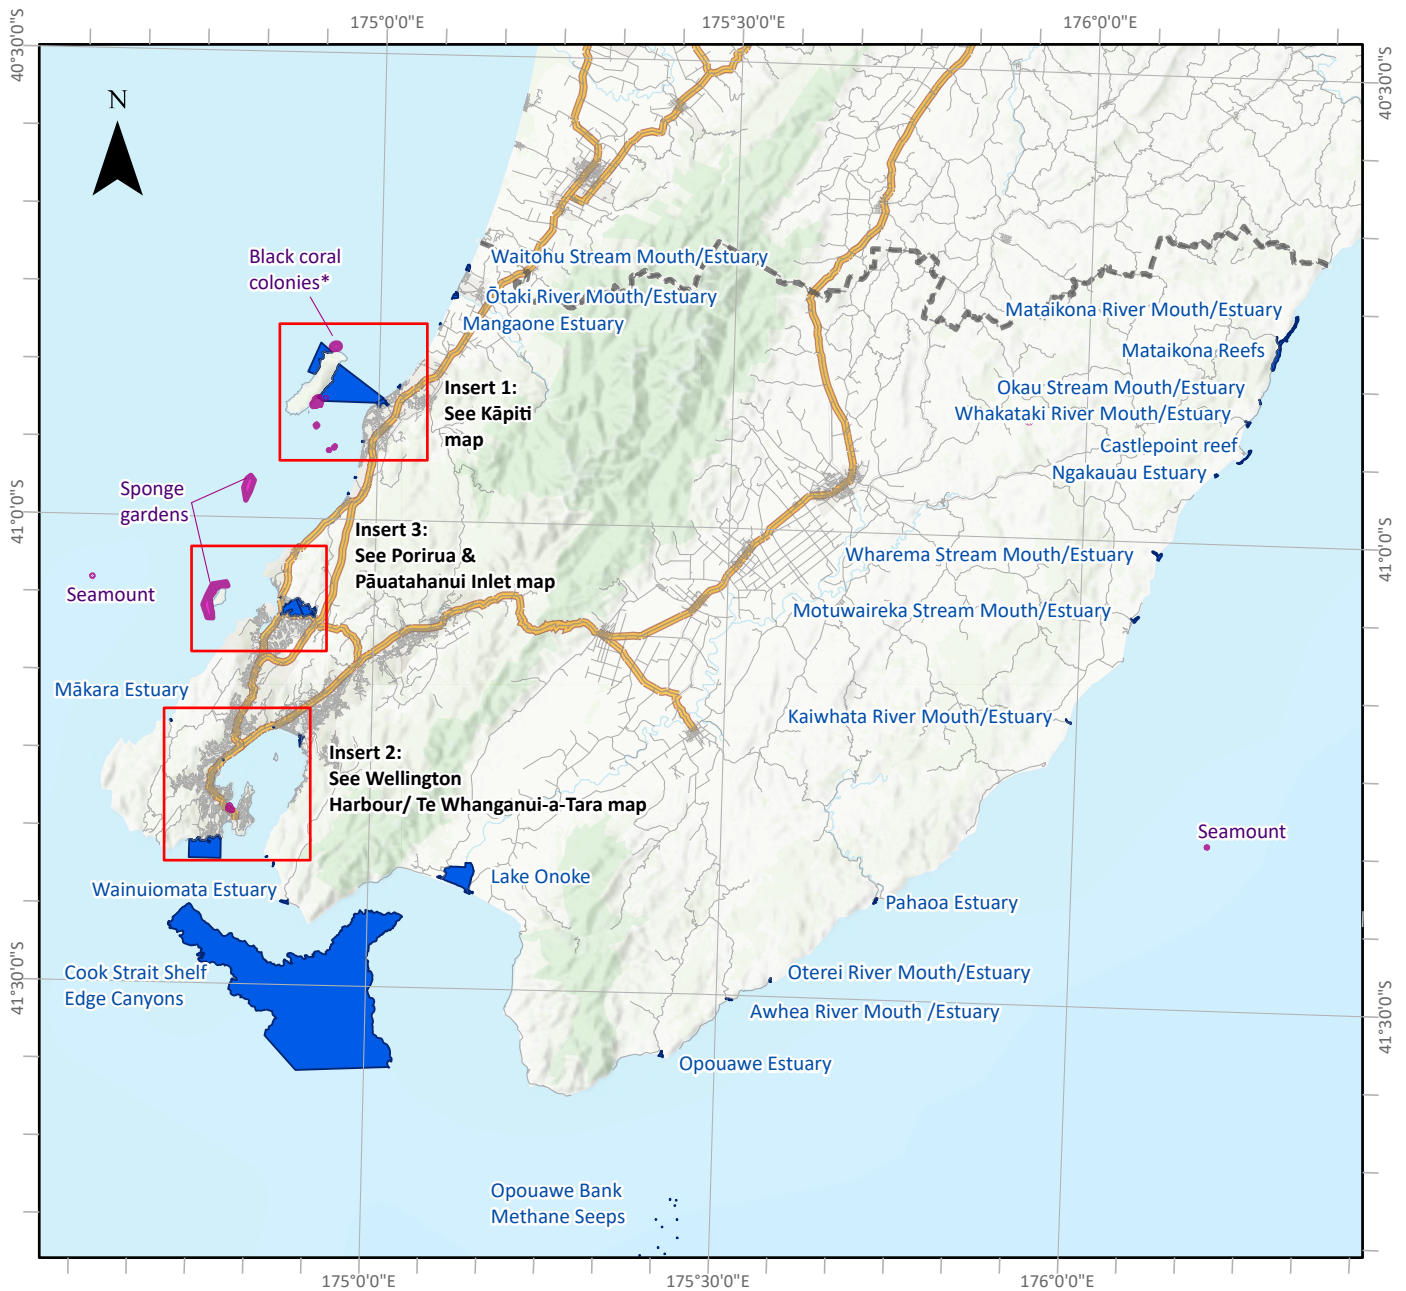 175°0'0"E
175°30'0"E
176°0'0"E
40°30'0"S
40°30'0"S
N
Black coral
colonies*
Waitohu Stream Mouth/Estuary
Ōtaki River Mouth/Estuary
Mangaone Estuary
Mataikona River Mouth/Estuary
Mataikona Reefs
Okau Stream Mouth/Estuary
Whakataki River Mouth/Estuary
Castlepoint reef
Ngakauau Estuary
Insert 1:
See Kāpiti
map
Sponge
gardens
41°0'0"S
41°0'0"S
Insert 3:
See Porirua &
Pāuatahanui Inlet map
Seamount
Wharema Stream Mouth/Estuary
Motuwaireka Stream Mouth/Estuary
Mākara Estuary
Kaiwhata River Mouth/Estuary
Insert 2:
See Wellington
Harbour/ Te Whanganui-a-Tara map
Seamount
Wainuiomata Estuary
Lake Onoke
Pahaoa Estuary
Cook Strait Shelf
Edge Canyons
41°30'0"S
41°30'0"S
Oterei River Mouth/Estuary
Awhea River Mouth /Estuary
Opouawe Estuary
Opouawe Bank
Methane Seeps
175°0'0"E
175°30'0"E
176°0'0"E